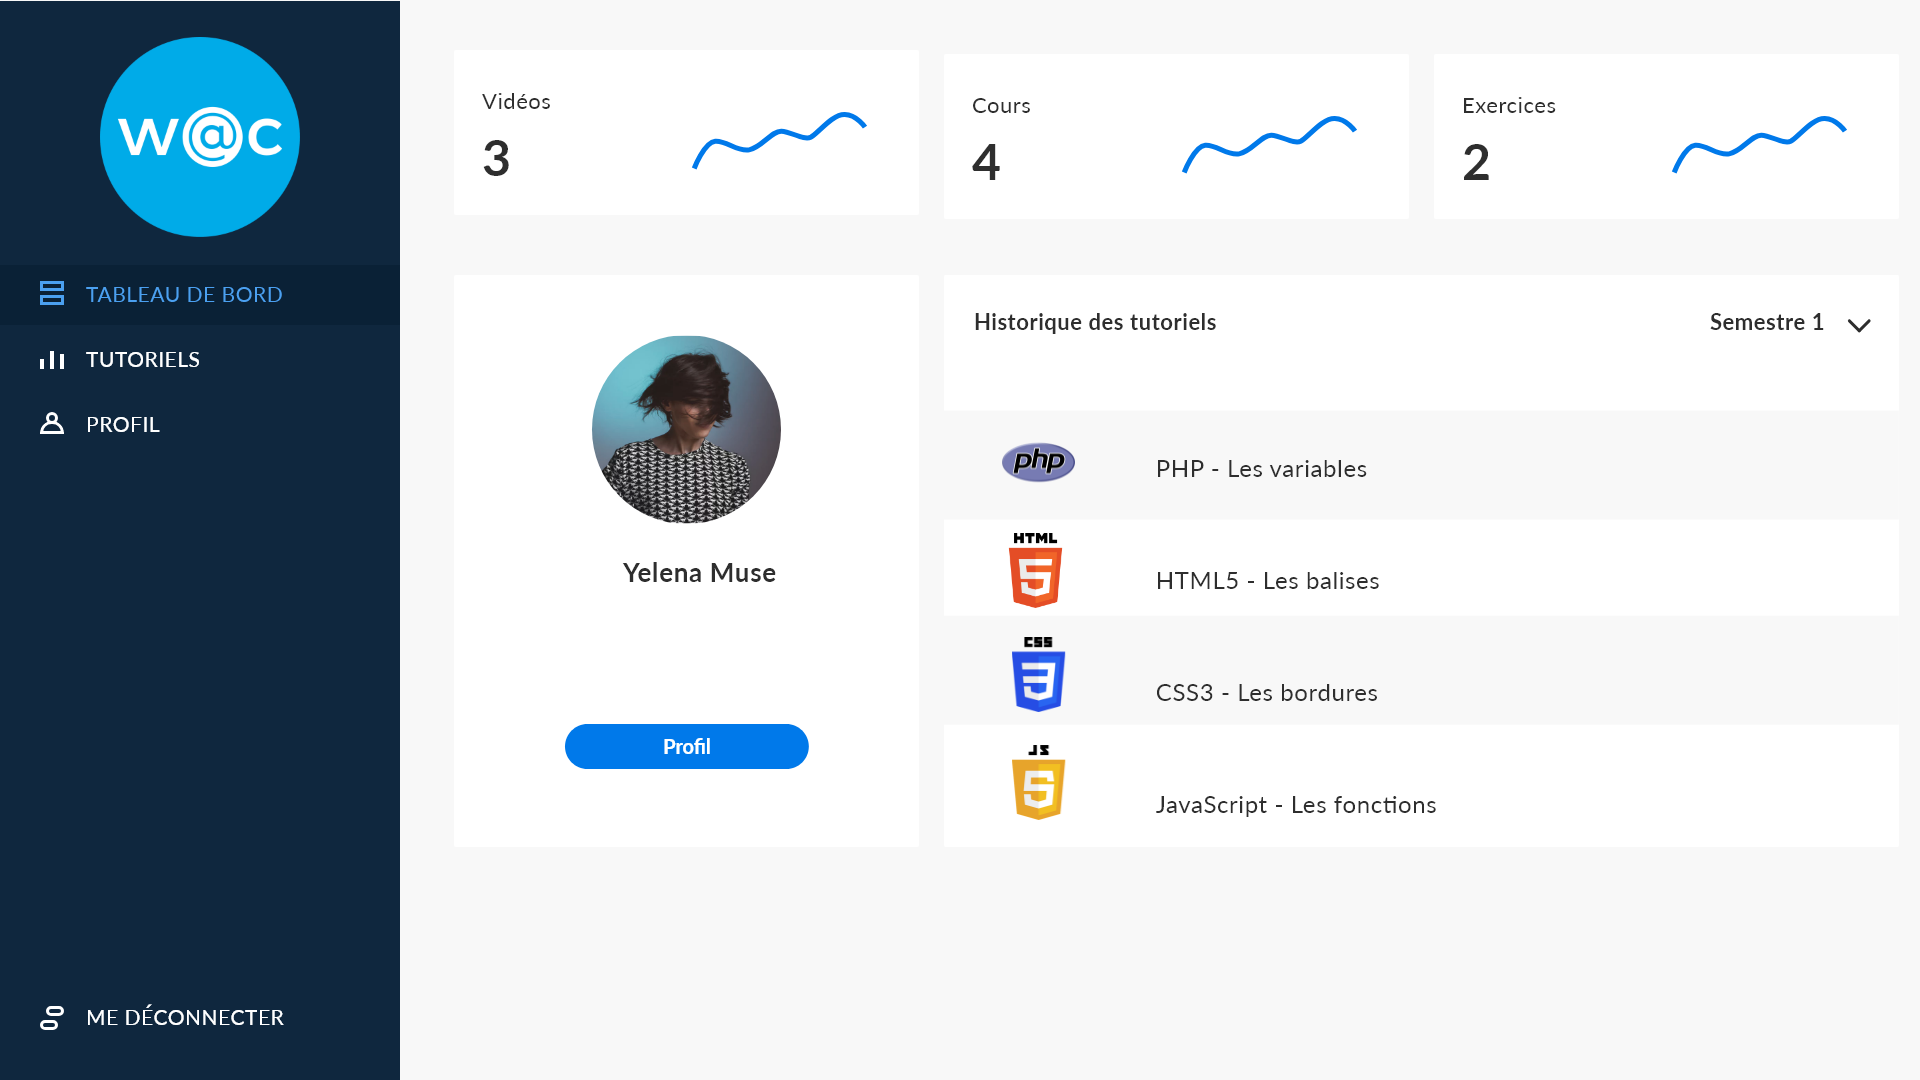 W@C
TABLEAU DE BORD
TUTORIELS
PROFIL
ME DÉCONNECTER
Vidéos
3
Cours
4
Exercices
2
Yelena Muse
Profil
Historique des tutoriels
Semestre 1
php
PHP - Les variables
HTML
5
HTML5 - Les balises
CSS
3
CSS3 - Les bordures
JS
5
JavaScript - Les fonctions